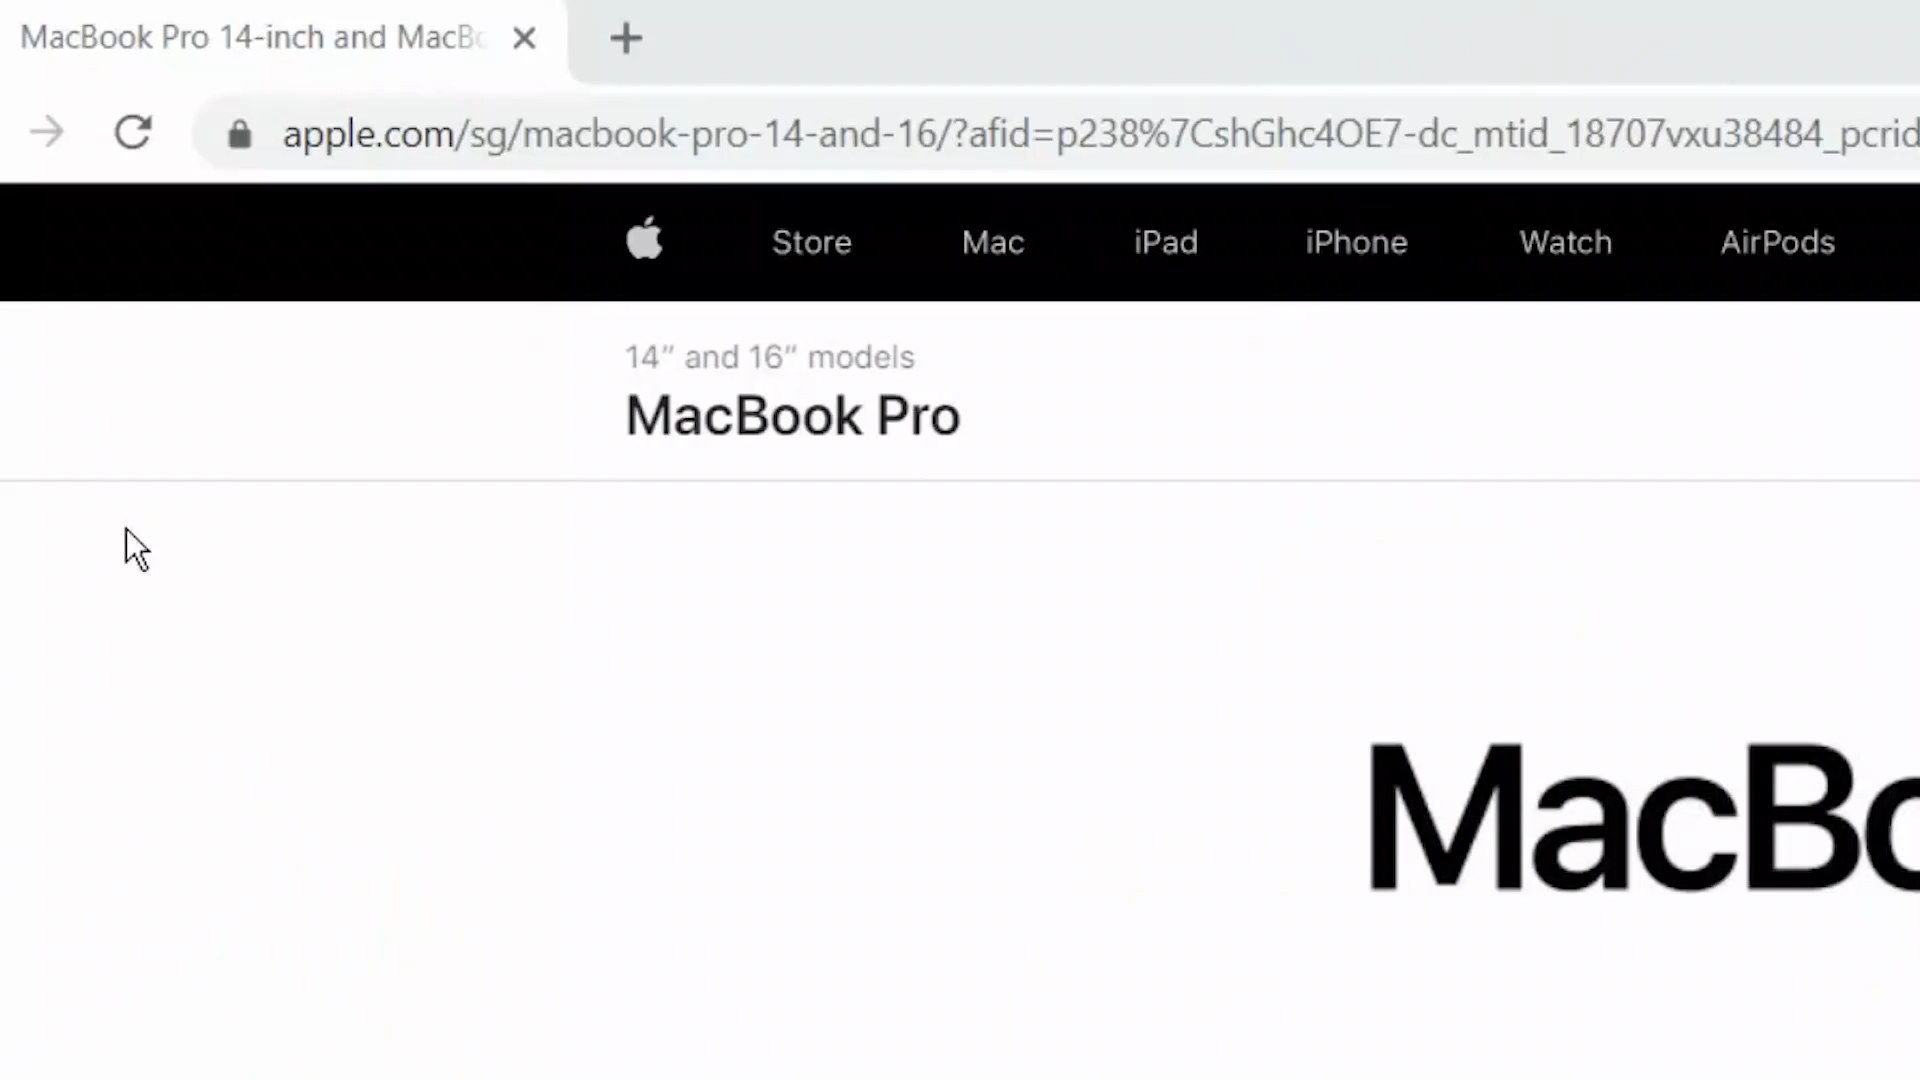 MacBook Pro 14-inch and MacBo
apple.com/sg/macbook-pro-14-and-16/?afid=p238%7CshGhc4OE7-dc_mtid_18707vxu38484_pcrid
Store Mac iPad iPhone Watch AirPods
14″ and 16″ models
MacBook Pro
MacBo